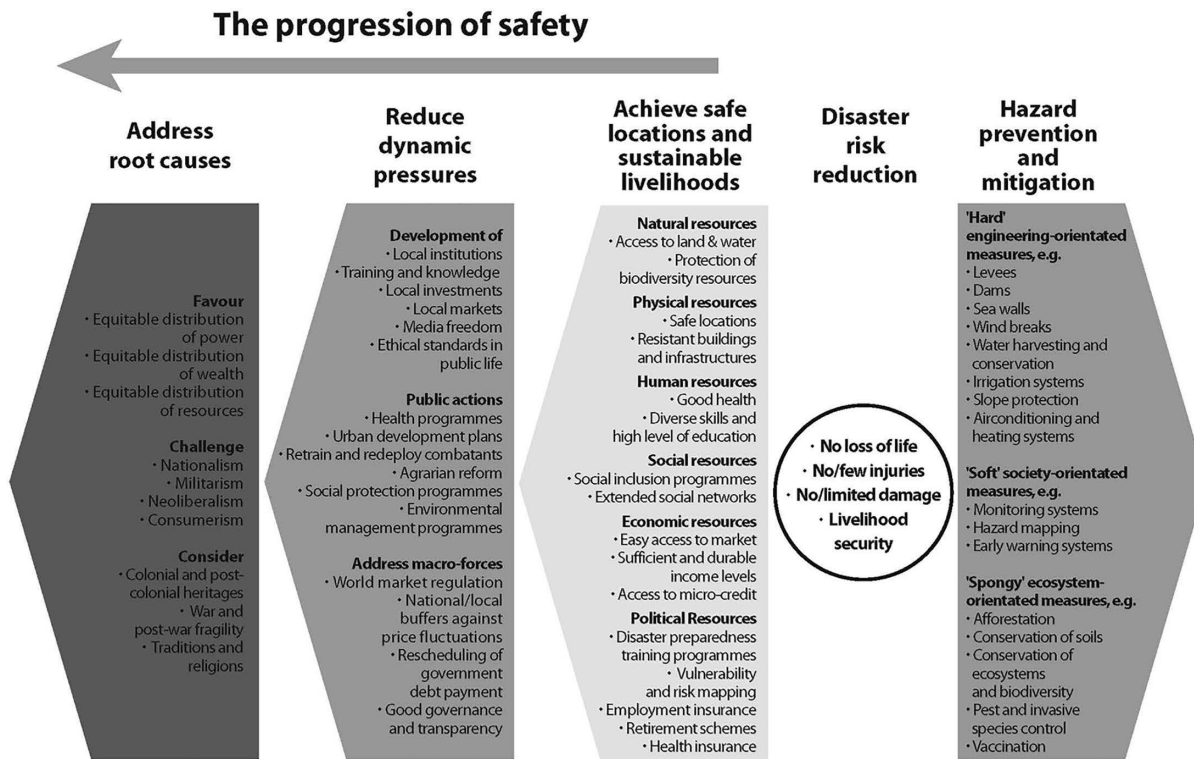 The progression of safety
Address
root causes
Favour
· Equitable distribution
of power
· Equitable distribution
of wealth
· Equitable distribution
of resources
Challenge
· Nationalism
· Militarism
· Neoliberalism
· Consumerism
Consider
· Colonial and post-
colonial heritages
· War and
post-war fragility
· Traditions and
religions
Reduce
dynamic
pressures
Development of
· Local institutions
· Training and knowledge
· Local investments
· Local markets
· Media freedom
· Ethical standards in
public life
Public actions
· Health programmes
· Urban development plans
· Retrain and redeploy combatants
· Agrarian reform
· Social protection programmes
· Environmental
management programmes
Address macro-forces
· World market regulation
· National/local
buffers against
price fluctuations
· Rescheduling of
government
debt payment
· Good governance
and transparency
Achieve safe
locations and
sustainable
livelihoods
Natural resources
· Access to land & water
· Protection of
biodiversity resources
Physical resources
· Safe locations
· Resistant buildings
and infrastructures
Human resources
· Good health
· Diverse skills and
high level of education
Social resources
· Social inclusion programmes
· Extended social networks
Economic resources
· Easy access to market
· Sufficient and durable
income levels
· Access to micro-credit
Political Resources
· Disaster preparedness
training programmes
· Vulnerability
and risk mapping
· Employment insurance
· Retirement schemes
· Health insurance
Disaster
risk
reduction
· No loss of life
· No/few injuries
· No/limited damage
· Livelihood
security
Hazard
prevention
and
mitigation
'Hard'
engineering-orientated
measures, e.g.
· Levees
· Dams
· Sea walls
· Wind breaks
· Water harvesting and
conservation
· Irrigation systems
· Slope protection
· Airconditioning and
heating systems
'Soft' society-orientated
measures, e.g.
· Monitoring systems
· Hazard mapping
· Early warning systems
'Spongy' ecosystem-
orientated measures, e.g.
· Afforestation
· Conservation of soils
· Conservation of
ecosystems
and biodiversity
· Pest and invasive
species control
· Vaccination